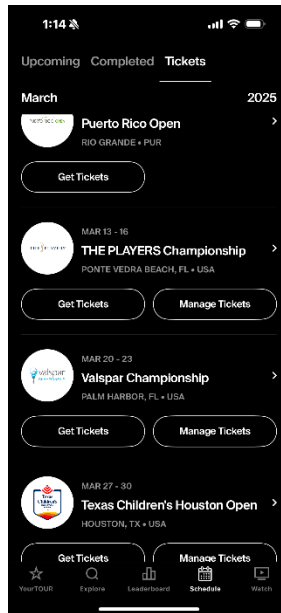 1:14
Upcoming Completed Tickets
March 2025
Puerto Rico Open
RIO GRANDE • PUR
Get Tickets
MAR 13 - 16
THE PLAYERS Championship
PONTE VEDRA BEACH, FL • USA
Get Tickets Manage Tickets
valspar
MAR 20 - 23
Valspar Championship
PALM HARBOR, FL • USA
Get Tickets Manage Tickets
Texas
Children's
MAR 27 - 30
Texas Children's Houston Open
HOUSTON, TX • USA
Get Tickets Manage Tickets
YourTOUR Explore Leaderboard Schedule Watch